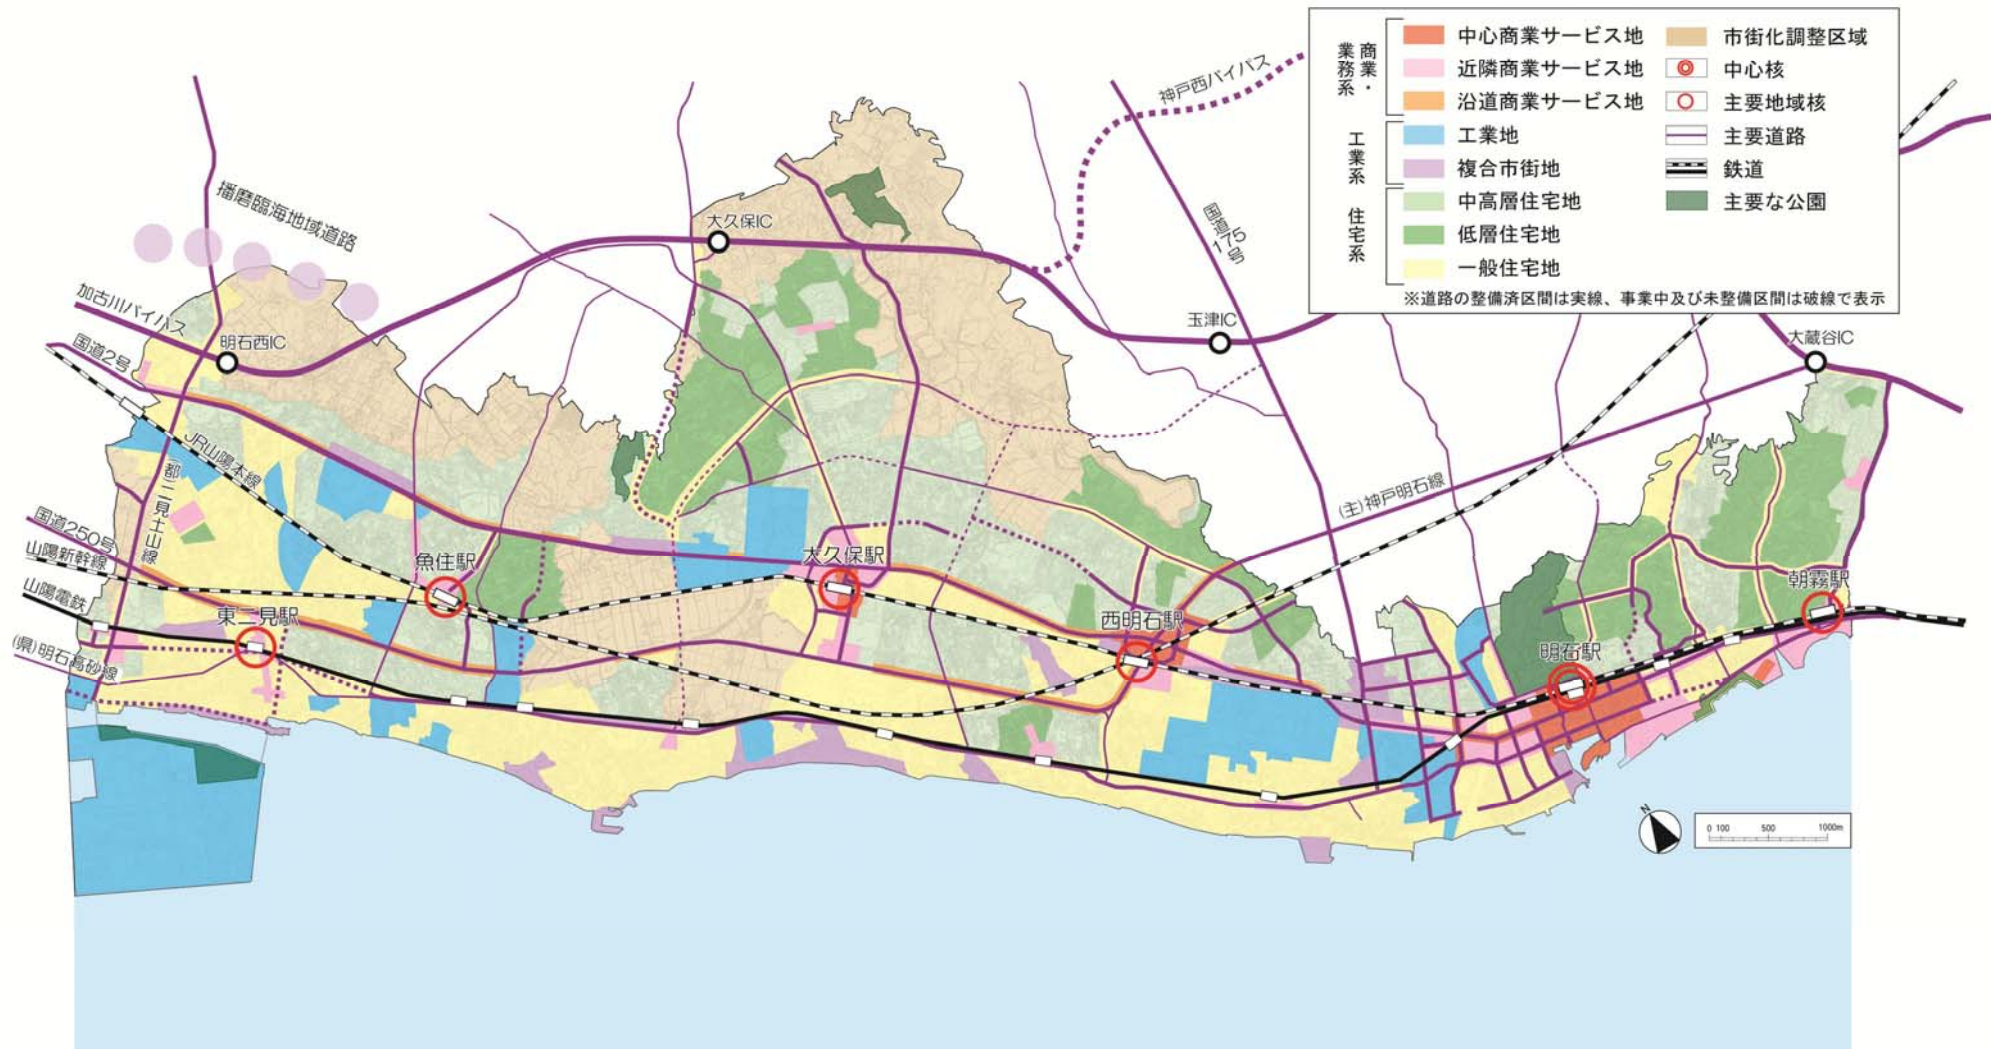 商業・業務系
中心商業サービス地
近隣商業サービス地
沿道商業サービス地
工業系
工業地
複合市街地
住宅系
中高層住宅地
低層住宅地
一般住宅地
市街化調整区域
中心核
主要地域核
主要道路
鉄道
主要な公園
※道路の整備済区間は実線、事業中及び未整備区間は破線で表示
神戸西バイパス
播磨臨海地域道路
大久保IC
国道175号
加古川バイパス
明石西IC
玉津IC
大蔵谷IC
国道2号
JR山陽本線
(都)二見土山線
(主)神戸明石線
国道250号
山陽新幹線
山陽電鉄
(県)明石高砂線
魚住駅
大久保駅
東二見駅
西明石駅
明石駅
朝霧駅
N
0 100 500 1000m